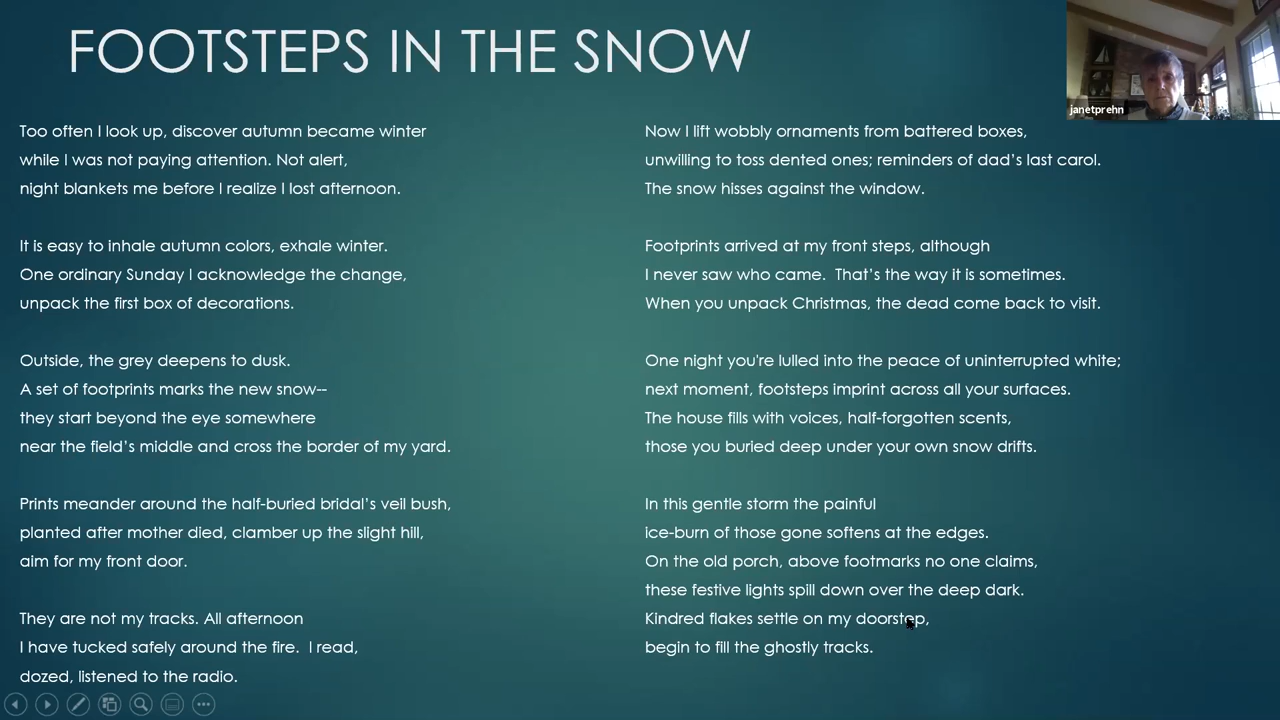 FOOTSTEPS IN THE SNOW
janetprehn
Too often I look up, discover autumn became winter
while I was not paying attention. Not alert,
night blankets me before I realize I lost afternoon.
It is easy to inhale autumn colors, exhale winter.
One ordinary Sunday I acknowledge the change,
unpack the first box of decorations.
Outside, the grey deepens to dusk.
A set of footprints marks the new snow--
they start beyond the eye somewhere
near the field's middle and cross the border of my yard.
Prints meander around the half-buried bridal's veil bush,
planted after mother died, clamber up the slight hill,
aim for my front door.
They are not my tracks. All afternoon
I have tucked safely around the fire.  I read,
dozed, listened to the radio.
Now I lift wobbly ornaments from battered boxes,
unwilling to toss dented ones; reminders of dad's last carol.
The snow hisses against the window.
Footprints arrived at my front steps, although
I never saw who came.  That's the way it is sometimes.
When you unpack Christmas, the dead come back to visit.
One night you're lulled into the peace of uninterrupted white;
next moment, footsteps imprint across all your surfaces.
The house fills with voices, half-forgotten scents,
those you buried deep under your own snow drifts.
In this gentle storm the painful
ice-burn of those gone softens at the edges.
On the old porch, above footmarks no one claims,
these festive lights spill down over the deep dark.
Kindred flakes settle on my doorstep,
begin to fill the ghostly tracks.